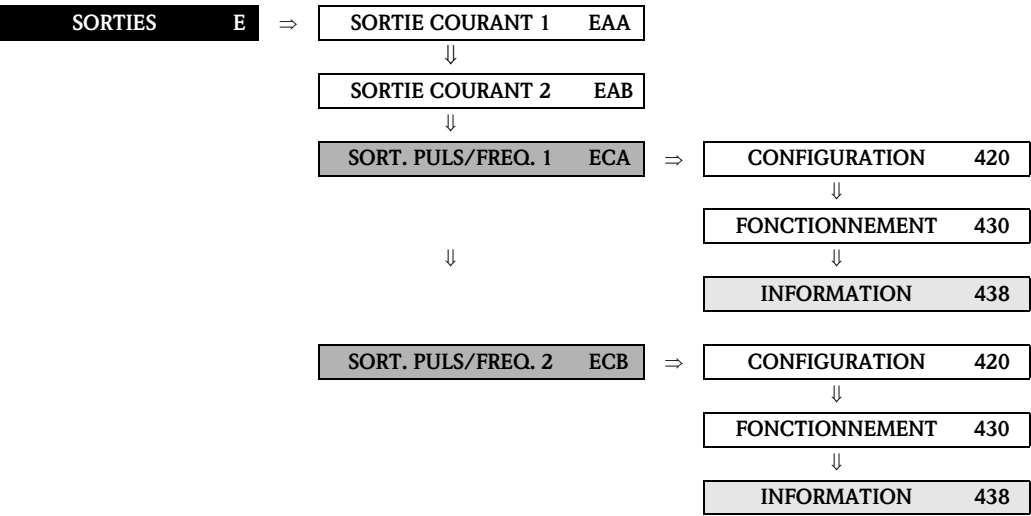 SORTIES E ⇒ SORTIE COURANT 1 EAA
⇓
SORTIE COURANT 2 EAB
⇓
SORT. PULS/FREQ. 1 ECA ⇒ CONFIGURATION 420
⇓
FONCTIONNEMENT 430
⇓ ⇓
INFORMATION 438
SORT. PULS/FREQ. 2 ECB ⇒ CONFIGURATION 420
⇓
FONCTIONNEMENT 430
⇓
INFORMATION 438